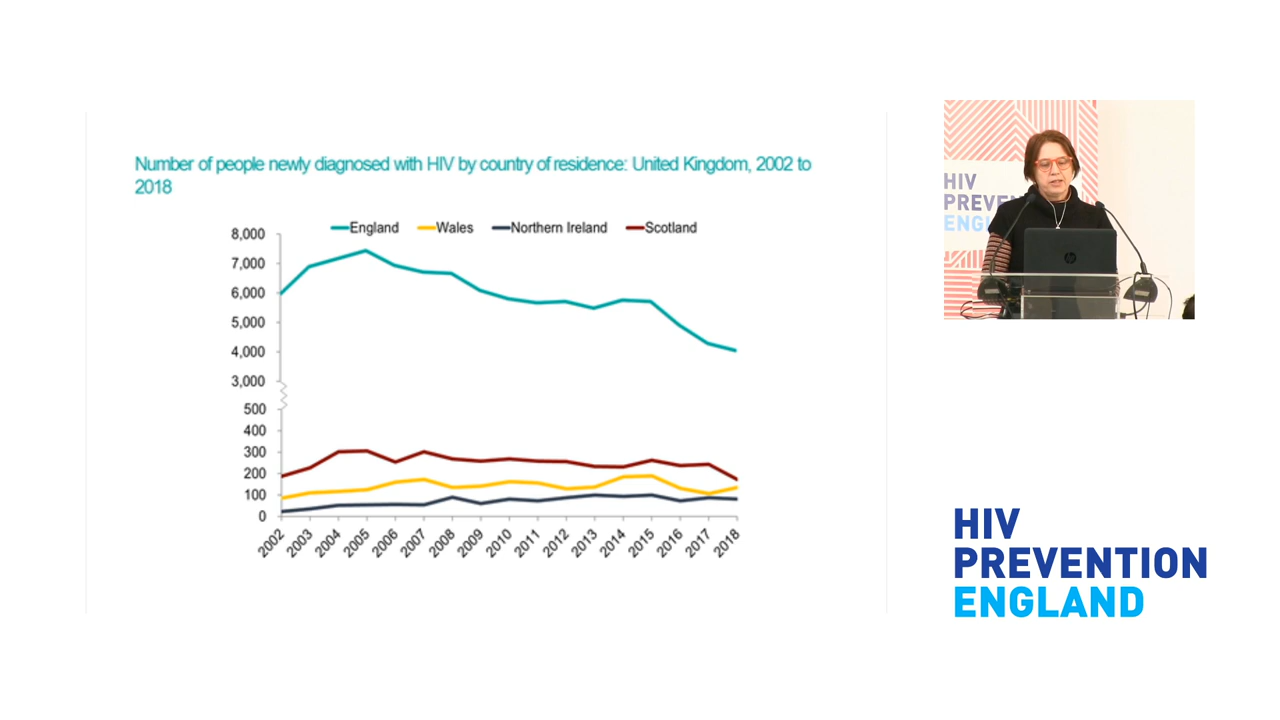 Number of people newly diagnosed with HIV by country of residence: United Kingdom, 2002 to
2018
England Wales Northern Ireland Scotland
8,000
7,000
6,000
5,000
4,000
3,000
500
400
300
200
100
0
2002 2003 2004 2005 2006 2007 2008 2009 2010 2011 2012 2013 2014 2015 2016 2017 2018
HIV
PREVEN
ENGL
hp
HIV
PREVENTION
ENGLAND